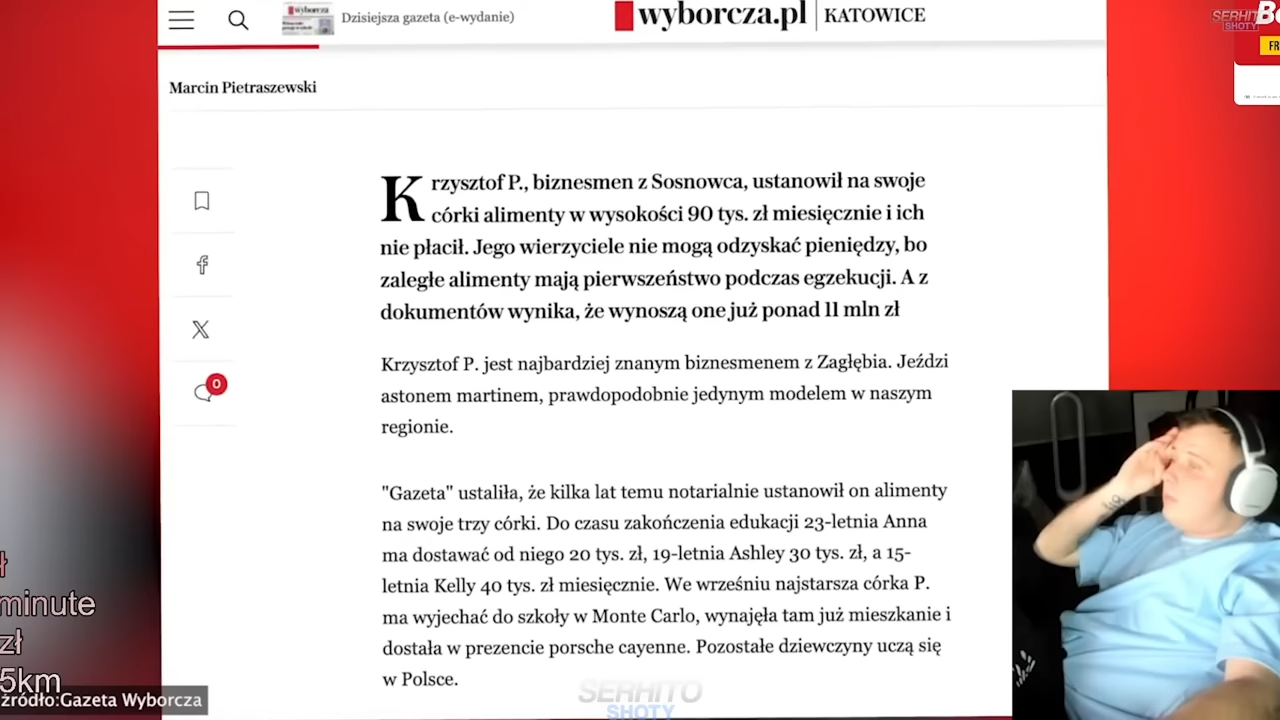 Dzisiejsza gazeta (e-wydanie)
wyborcza.pl KATOWICE
SERHITO
SHOTY
FR
Marcin Pietraszewski
Krzysztof P., biznesmen z Sosnowca, ustanowił na swoje
córki alimenty w wysokości 90 tys. zł miesięcznie i ich
nie płacił. Jego wierzyciele nie mogą odzyskać pieniędzy, bo
zaległe alimenty mają pierwszeństwo podczas egzekucji. A z
dokumentów wynika, że wynoszą one już ponad 11 mln zł
0
Krzysztof P. jest najbardziej znanym biznesmenem z Zagłębia. Jeździ
astonem martinem, prawdopodobnie jedynym modelem w naszym
regionie.
"Gazeta" ustaliła, że kilka lat temu notarialnie ustanowił on alimenty
na swoje trzy córki. Do czasu zakończenia edukacji 23-letnia Anna
ma dostawać od niego 20 tys. zł, 19-letnia Ashley 30 tys. zł, a 15-
letnia Kelly 40 tys. zł miesięcznie. We wrześniu najstarsza córka P.
ma wyjechać do szkoły w Monte Carlo, wynajęła tam już mieszkanie i
dostała w prezencie porsche cayenne. Pozostałe dziewczyny uczą się
w Polsce.
ł
minute
zł
5km
źródło:Gazeta Wyborcza
SERHITO
SHOTY